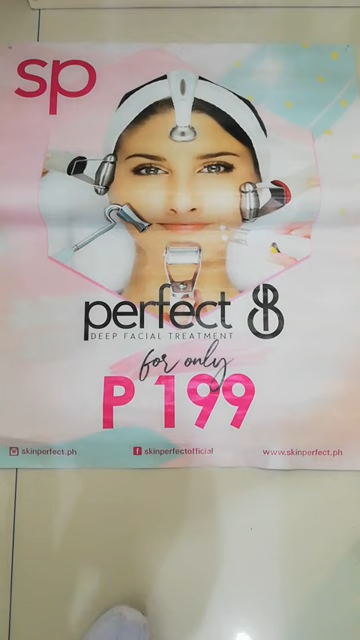 sp
perfect 8
DEEP FACIAL TREATMENT
for only
P 199
skinperfect.ph
skinperfectofficial
www.skinperfect.ph